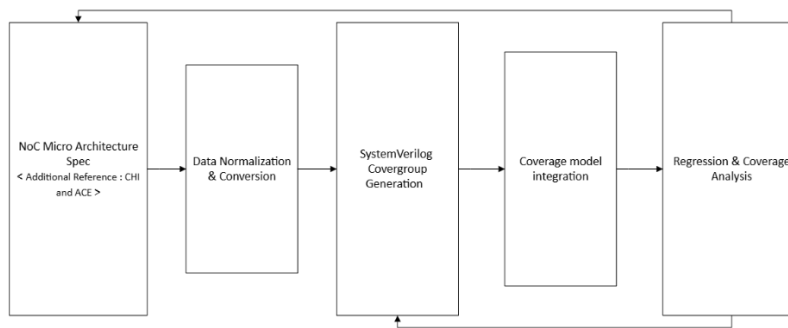 NoC Micro Architecture
Spec
< Additional Reference : CHI
and ACE >
Data Normalization
& Conversion
SystemVerilog
Covergroup
Generation
Coverage model
integration
Regression & Coverage
Analysis